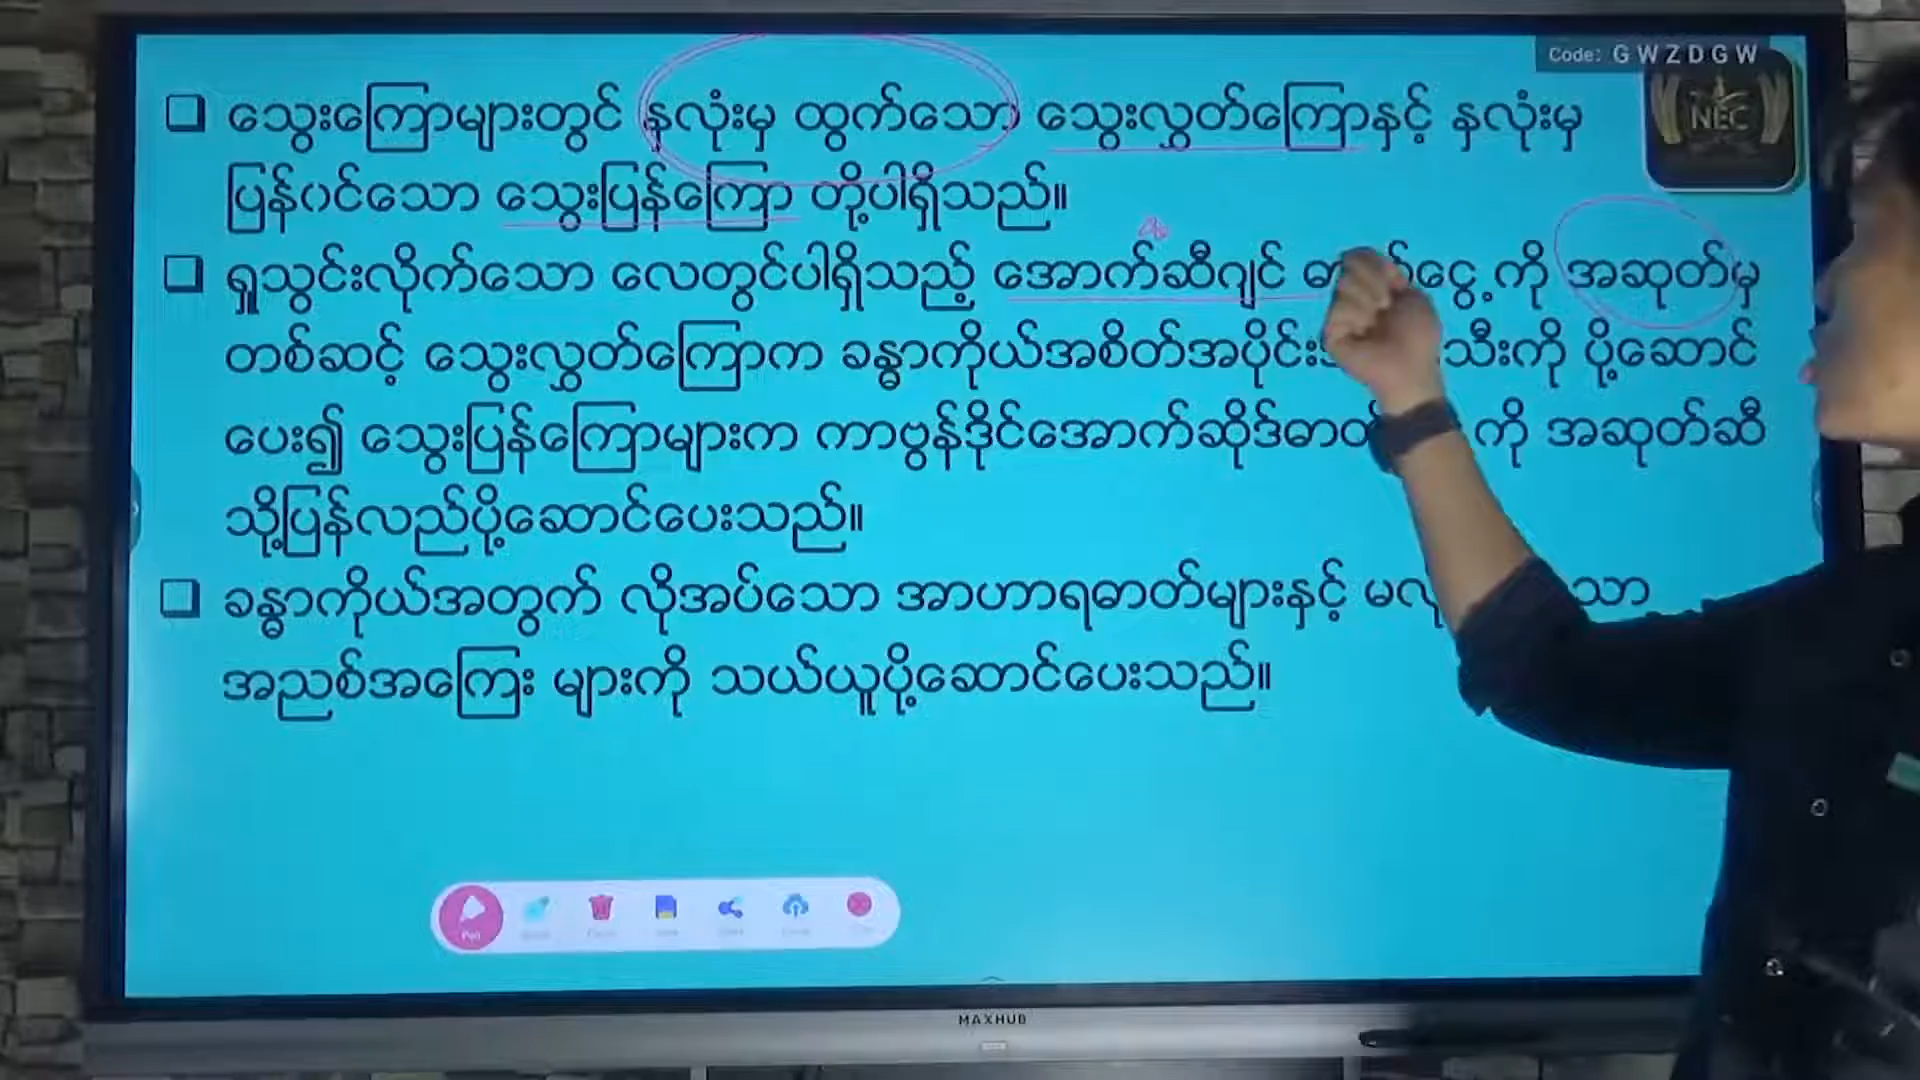 Code: GWZDGW
NEC
သွေးကြောများတွင် နှလုံးမှ ထွက်သော သွေးလွှတ်ကြောနှင့် နှလုံးမှ
ပြန်ဝင်သော သွေးပြန်ကြော တို့ပါရှိသည်။
ရှူသွင်းလိုက်သော လေတွင်ပါရှိသည့် အောက်ဆီဂျင် ကို အဆုတ်မှ
တစ်ဆင့် သွေးလွှတ်ကြောက ခန္ဓာကိုယ်အစိတ်အပိုင်း ကို ပို့ဆောင်
ပေး၍ သွေးပြန်ကြောများက ကာဗွန်ဒိုင်အောက်ဆိုဒ် ကို အဆုတ်ဆီ
သို့ပြန်လည်ပို့ဆောင်ပေးသည်။
ခန္ဓာကိုယ်အတွက် လိုအပ်သော အာဟာရဓာတ်များနှင့်
အညစ်အကြေး များကို သယ်ယူပို့ဆောင်ပေးသည်။
Pen
MAXHUB